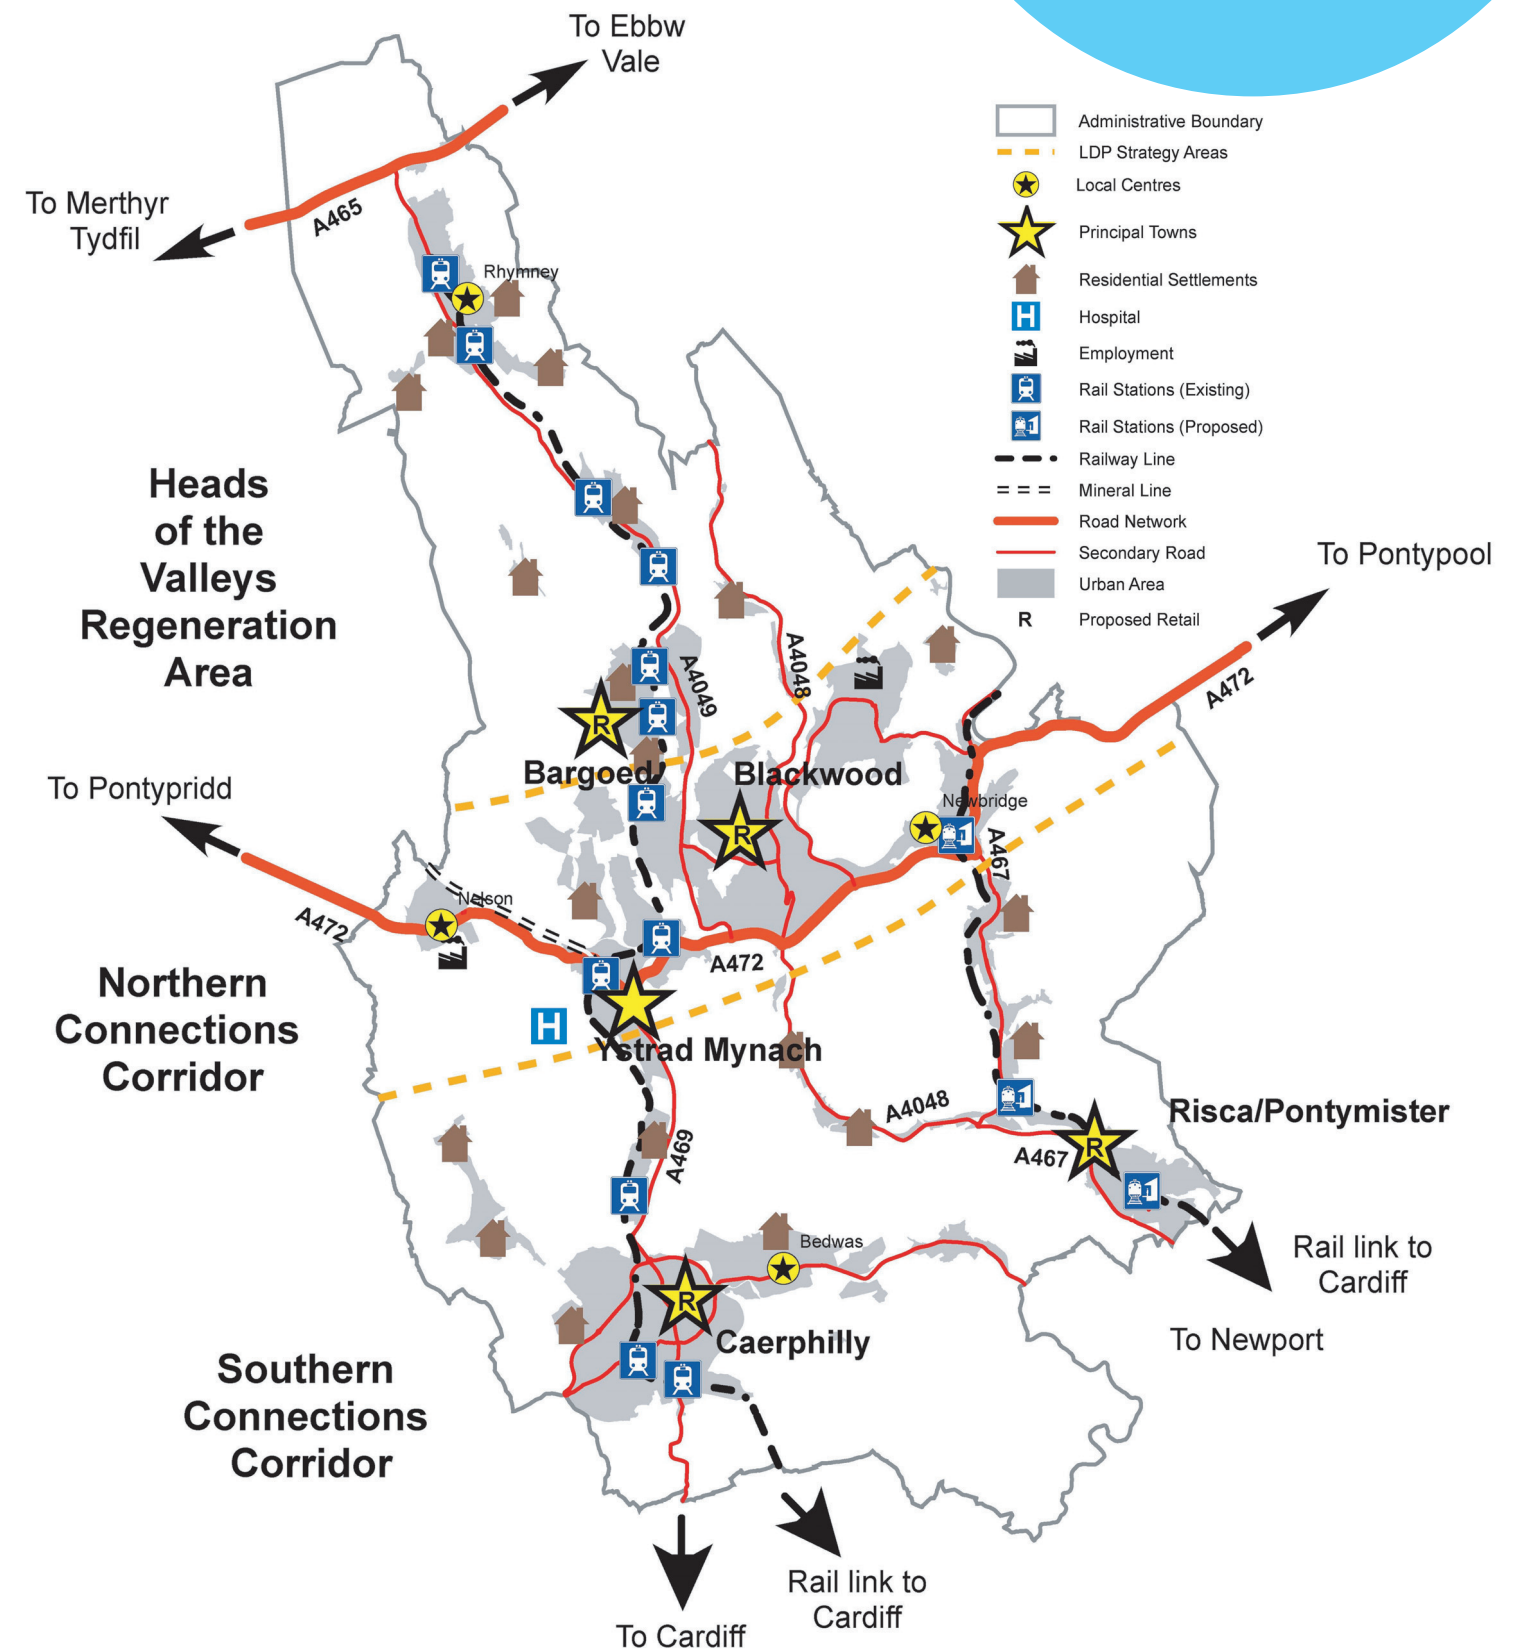 To Ebbw
Vale
Administrative Boundary
LDP Strategy Areas
Local Centres
Principal Towns
Residential Settlements
H
Hospital
Employment
Rail Stations (Existing)
Rail Stations (Proposed)
Railway Line
Mineral Line
Road Network
Secondary Road
Urban Area
R
Proposed Retail
To Merthyr
Tydfil
A465
Rhymney
Heads
of the
Valleys
Regeneration
Area
To Pontypool
A472
A4048
A4049
R
Bargoed
Blackwood
R
Newbridge
A467
To Pontypridd
A472
Nelson
A472
Northern
Connections
Corridor
H
Ystrad Mynach
A4048
Risca/Pontymister
R
A467
A469
Bedwas
Rail link to
Cardiff
To Newport
R
Caerphilly
Southern
Connections
Corridor
Rail link to
Cardiff
To Cardiff